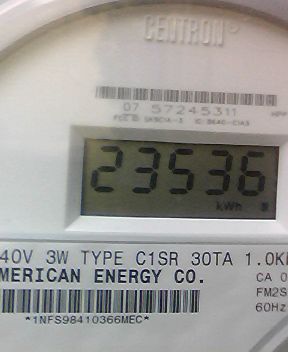 CENTRON®
07 57245311
23536
kWh
40V 3W TYPE C1SR 30TA 1.0K
MERICAN ENERGY CO.
CA 0
FM2S
60Hz
*1NFS98410366MEC*